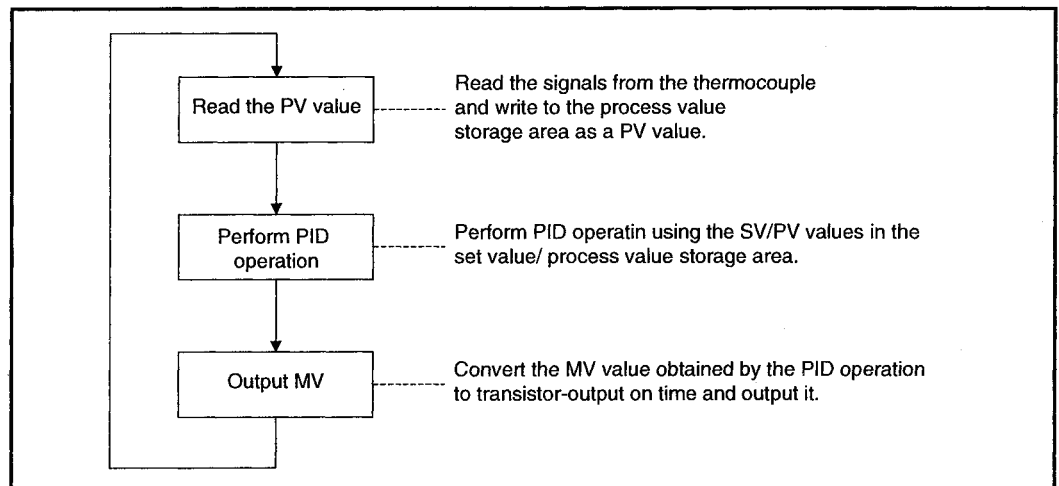 Read the PV value
Read the signals from the thermocouple
and write to the process value
storage area as a PV value.
Perform PID
operation
Perform PID operatin using the SV/PV values in the
set value/ process value storage area.
Output MV
Convert the MV value obtained by the PID operation
to transistor-output on time and output it.